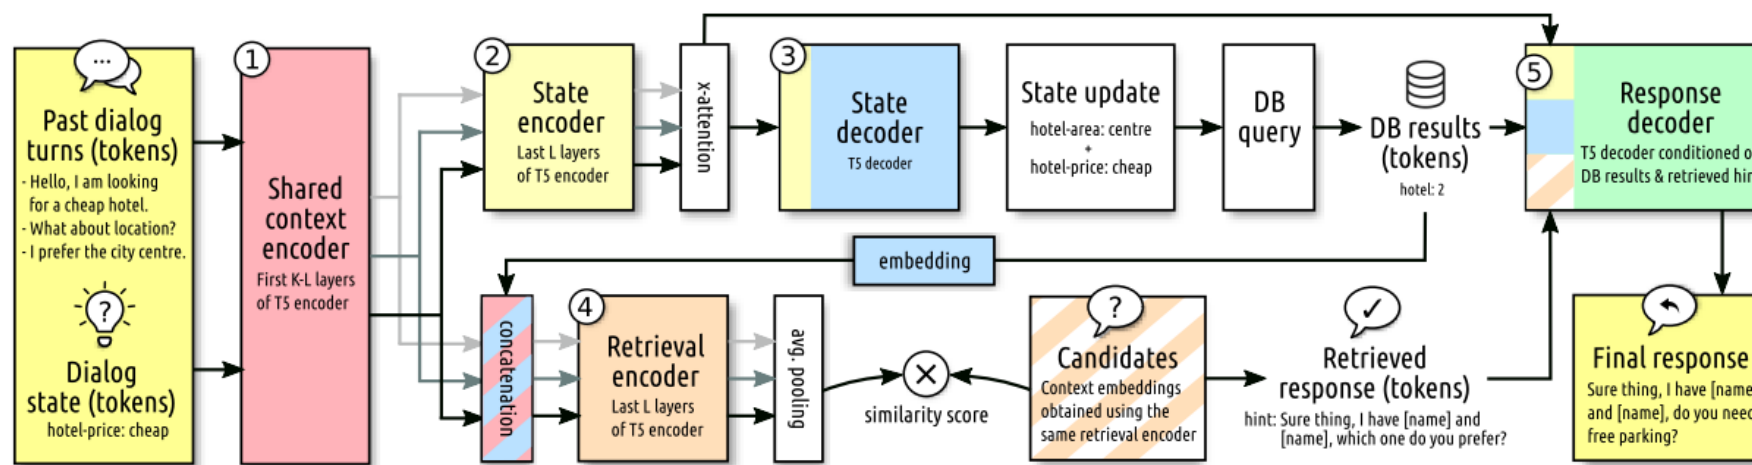 ...
Past dialog
turns (tokens)
- Hello, I am looking
for a cheap hotel.
- What about location?
- I prefer the city centre.
?
Dialog
state (tokens)
hotel-price: cheap
1
Shared
context
encoder
First K-L layers
of T5 encoder
2
State
encoder
Last L layers
of T5 encoder
x-attention
3
State
decoder
T5 decoder
State update
hotel-area: centre
+
hotel-price: cheap
DB
query
DB results
(tokens)
hotel: 2
5
Response
decoder
T5 decoder conditioned o
DB results & retrieved hin
embedding
concatenation
4
Retrieval
encoder
Last L layers
of T5 encoder
avg. pooling
similarity score
?
Candidates
Context embeddings
obtained using the
same retrieval encoder
Retrieved
response (tokens)
hint: Sure thing, I have [name] and
[name], which one do you prefer?
Final response
Sure thing, I have [name
and [name], do you need
free parking?